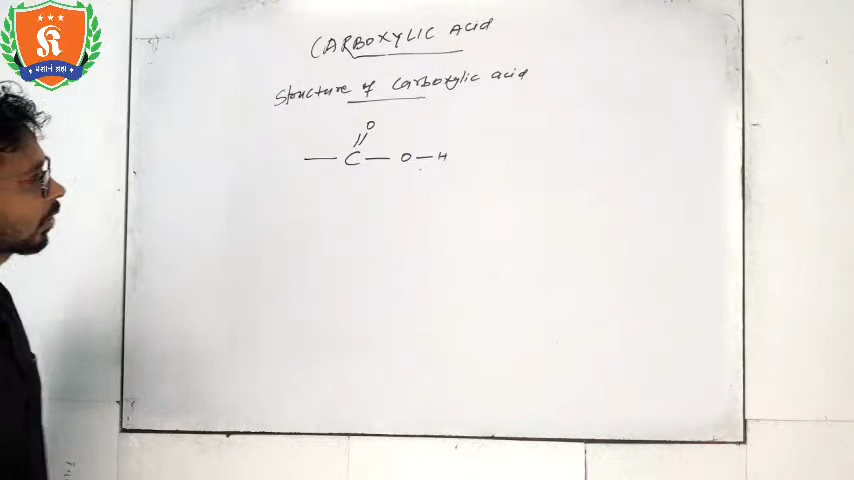 CARBOXYLIC Acid
Structure of Carboxylic acid
O
— C — O — H